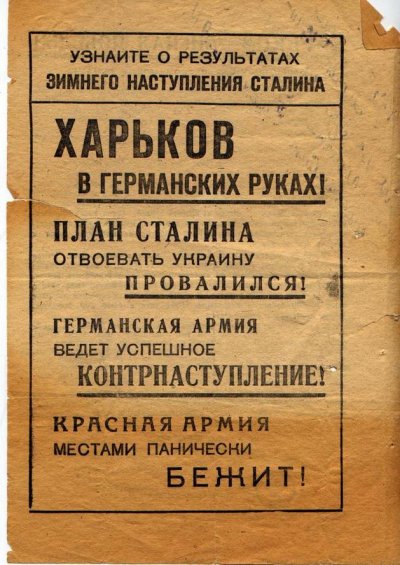 УЗНАЙТЕ О РЕЗУЛЬТАТАХ
ЗИМНЕГО НАСТУПЛЕНИЯ СТАЛИНА
ХАРЬКОВ
В ГЕРМАНСКИХ РУКАХ!
ПЛАН СТАЛИНА
ОТВОЕВАТЬ УКРАИНУ
ПРОВАЛИЛСЯ!
ГЕРМАНСКАЯ АРМИЯ
ВЕДЕТ УСПЕШНОЕ
КОНТРНАСТУПЛЕНИЕ!
КРАСНАЯ АРМИЯ
МЕСТАМИ ПАНИЧЕСКИ
БЕЖИТ!